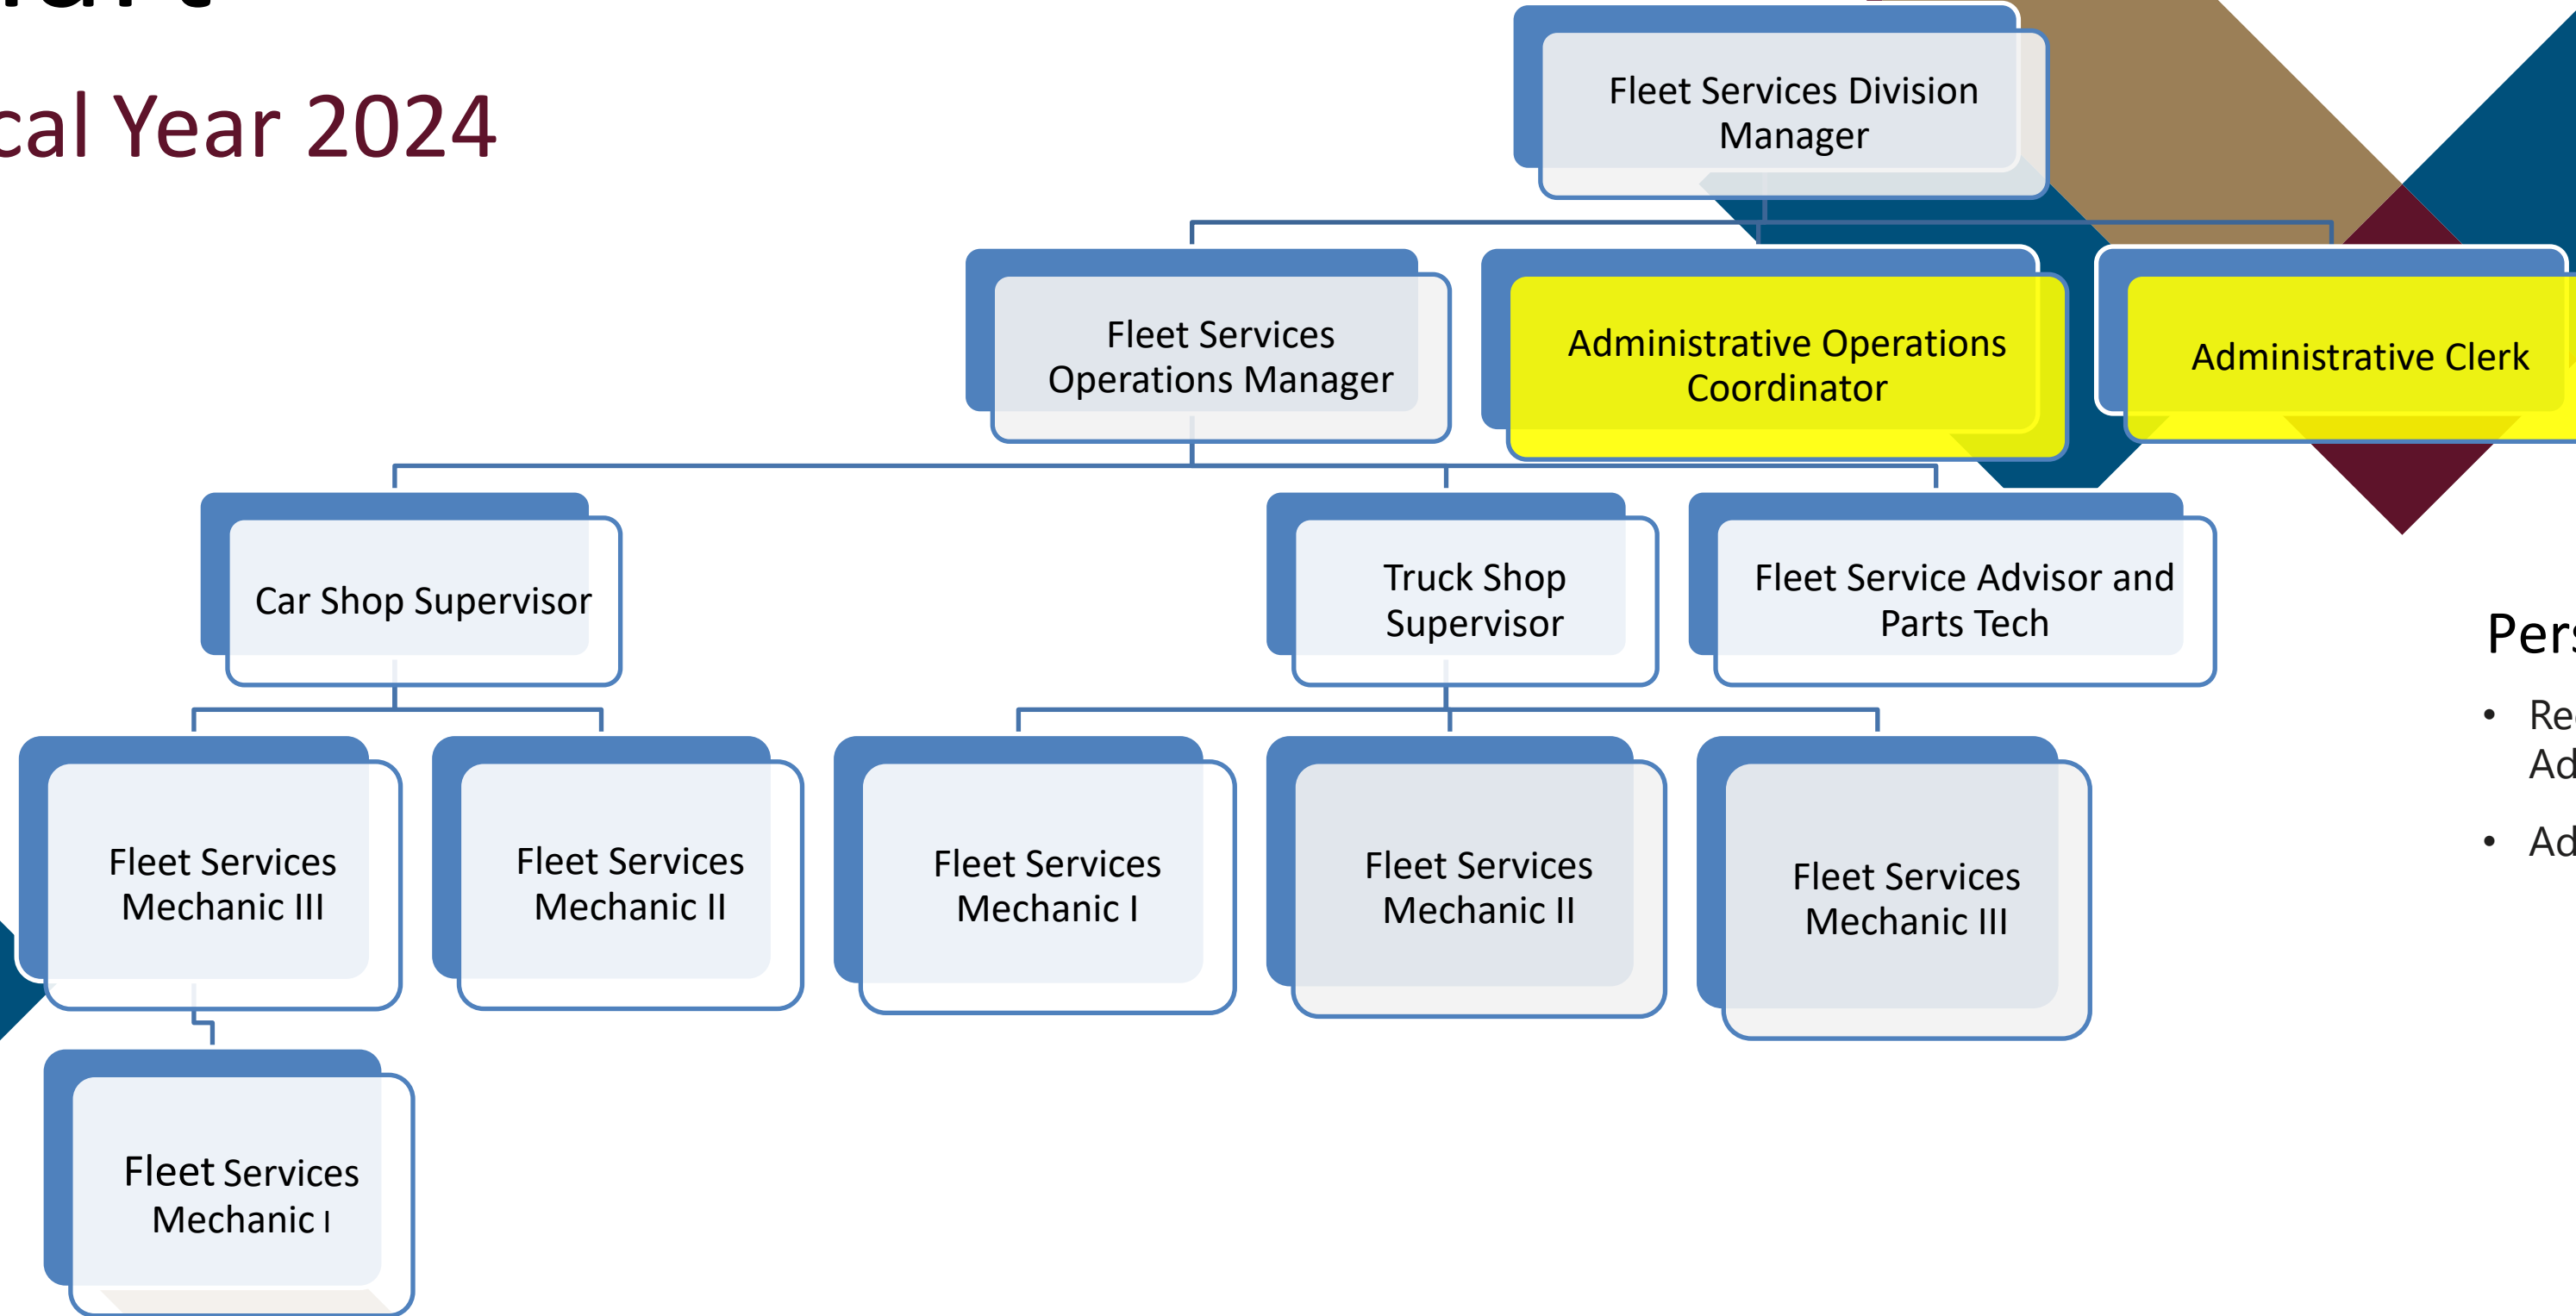 cal Year 2024
Fleet Services Division
Manager
Fleet Services
Operations Manager
Administrative Operations
Coordinator
Administrative Clerk
Car Shop Supervisor
Truck Shop
Supervisor
Fleet Service Advisor and
Parts Tech
Fleet Services
Mechanic III
Fleet Services
Mechanic II
Fleet Services
Mechanic I
Fleet Services
Mechanic II
Fleet Services
Mechanic III
Fleet Services
Mechanic I